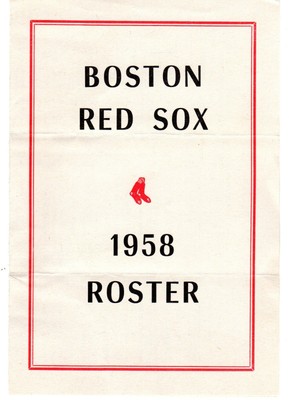 BOSTON
RED SOX
1958
ROSTER